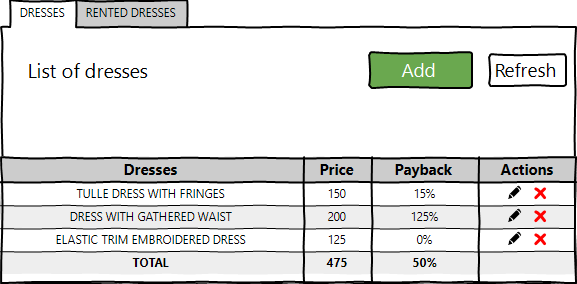 DRESSES RENTED DRESSES
List of dresses Add Refresh
Dresses Price Payback Actions
TULLE DRESS WITH FRINGES 150 15%
DRESS WITH GATHERED WAIST 200 125%
ELASTIC TRIM EMBROIDERED DRESS 125 0%
TOTAL 475 50%